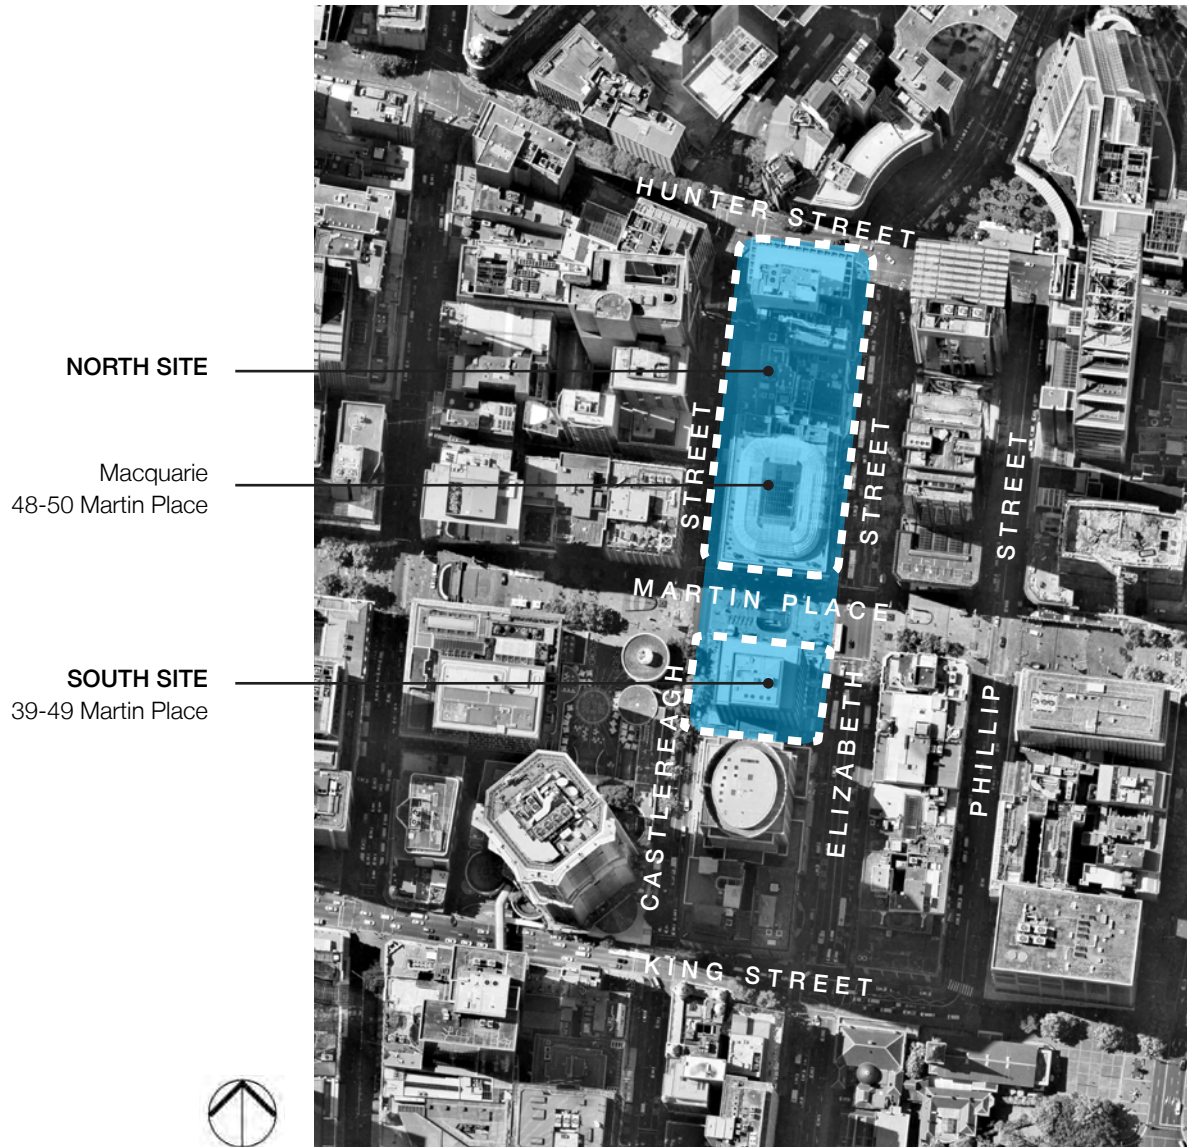 HUNTER STREET
NORTH SITE
STREET
STREET
STREET
Macquarie
48-50 Martin Place
MARTIN PLACE
SOUTH SITE
39-49 Martin Place
CASTLEREAGH
ELIZABETH
PHILLIP
KING STREET